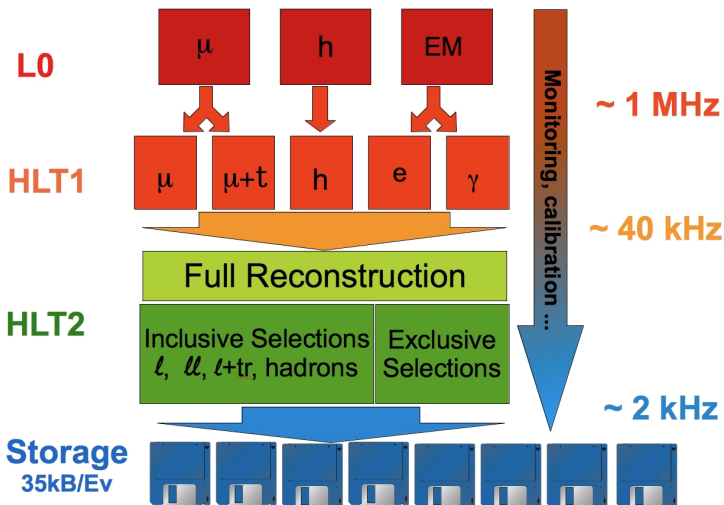 L0
μ
h
EM
~ 1 MHz
HLT1
μ
μ+t
h
e
γ
Monitoring, calibration ...
~ 40 kHz
Full Reconstruction
HLT2
Inclusive Selections
ℓ, ℓℓ, ℓ+tr, hadrons
Exclusive
Selections
~ 2 kHz
Storage
35kB/Ev